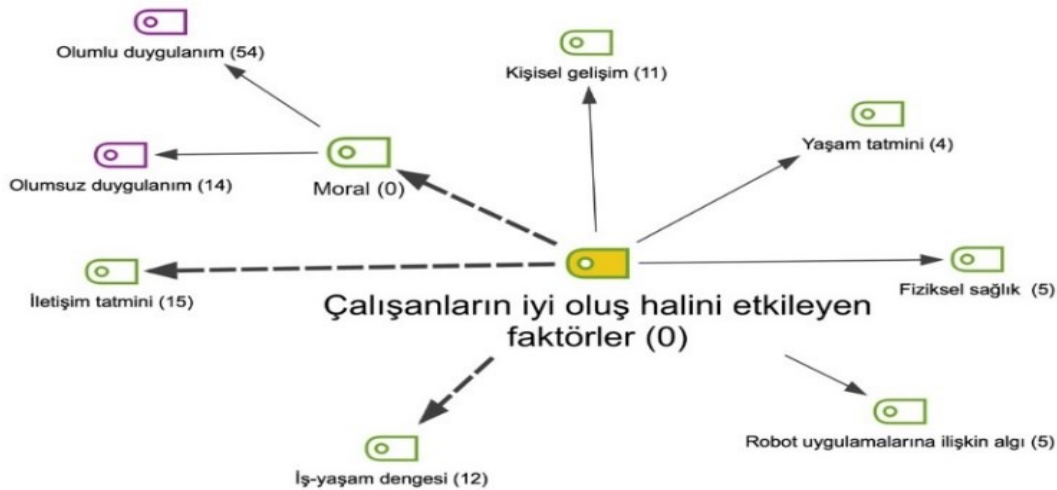 Olumlu duygulanım (54)
Kişisel gelişim (11)
Yaşam tatmini (4)
Olumsuz duygulanım (14)
Moral (0)
İletişim tatmini (15)
Fiziksel sağlık (5)
Çalışanların iyi oluş halini etkileyen
faktörler (0)
Robot uygulamalarına ilişkin algı (5)
İş-yaşam dengesi (12)